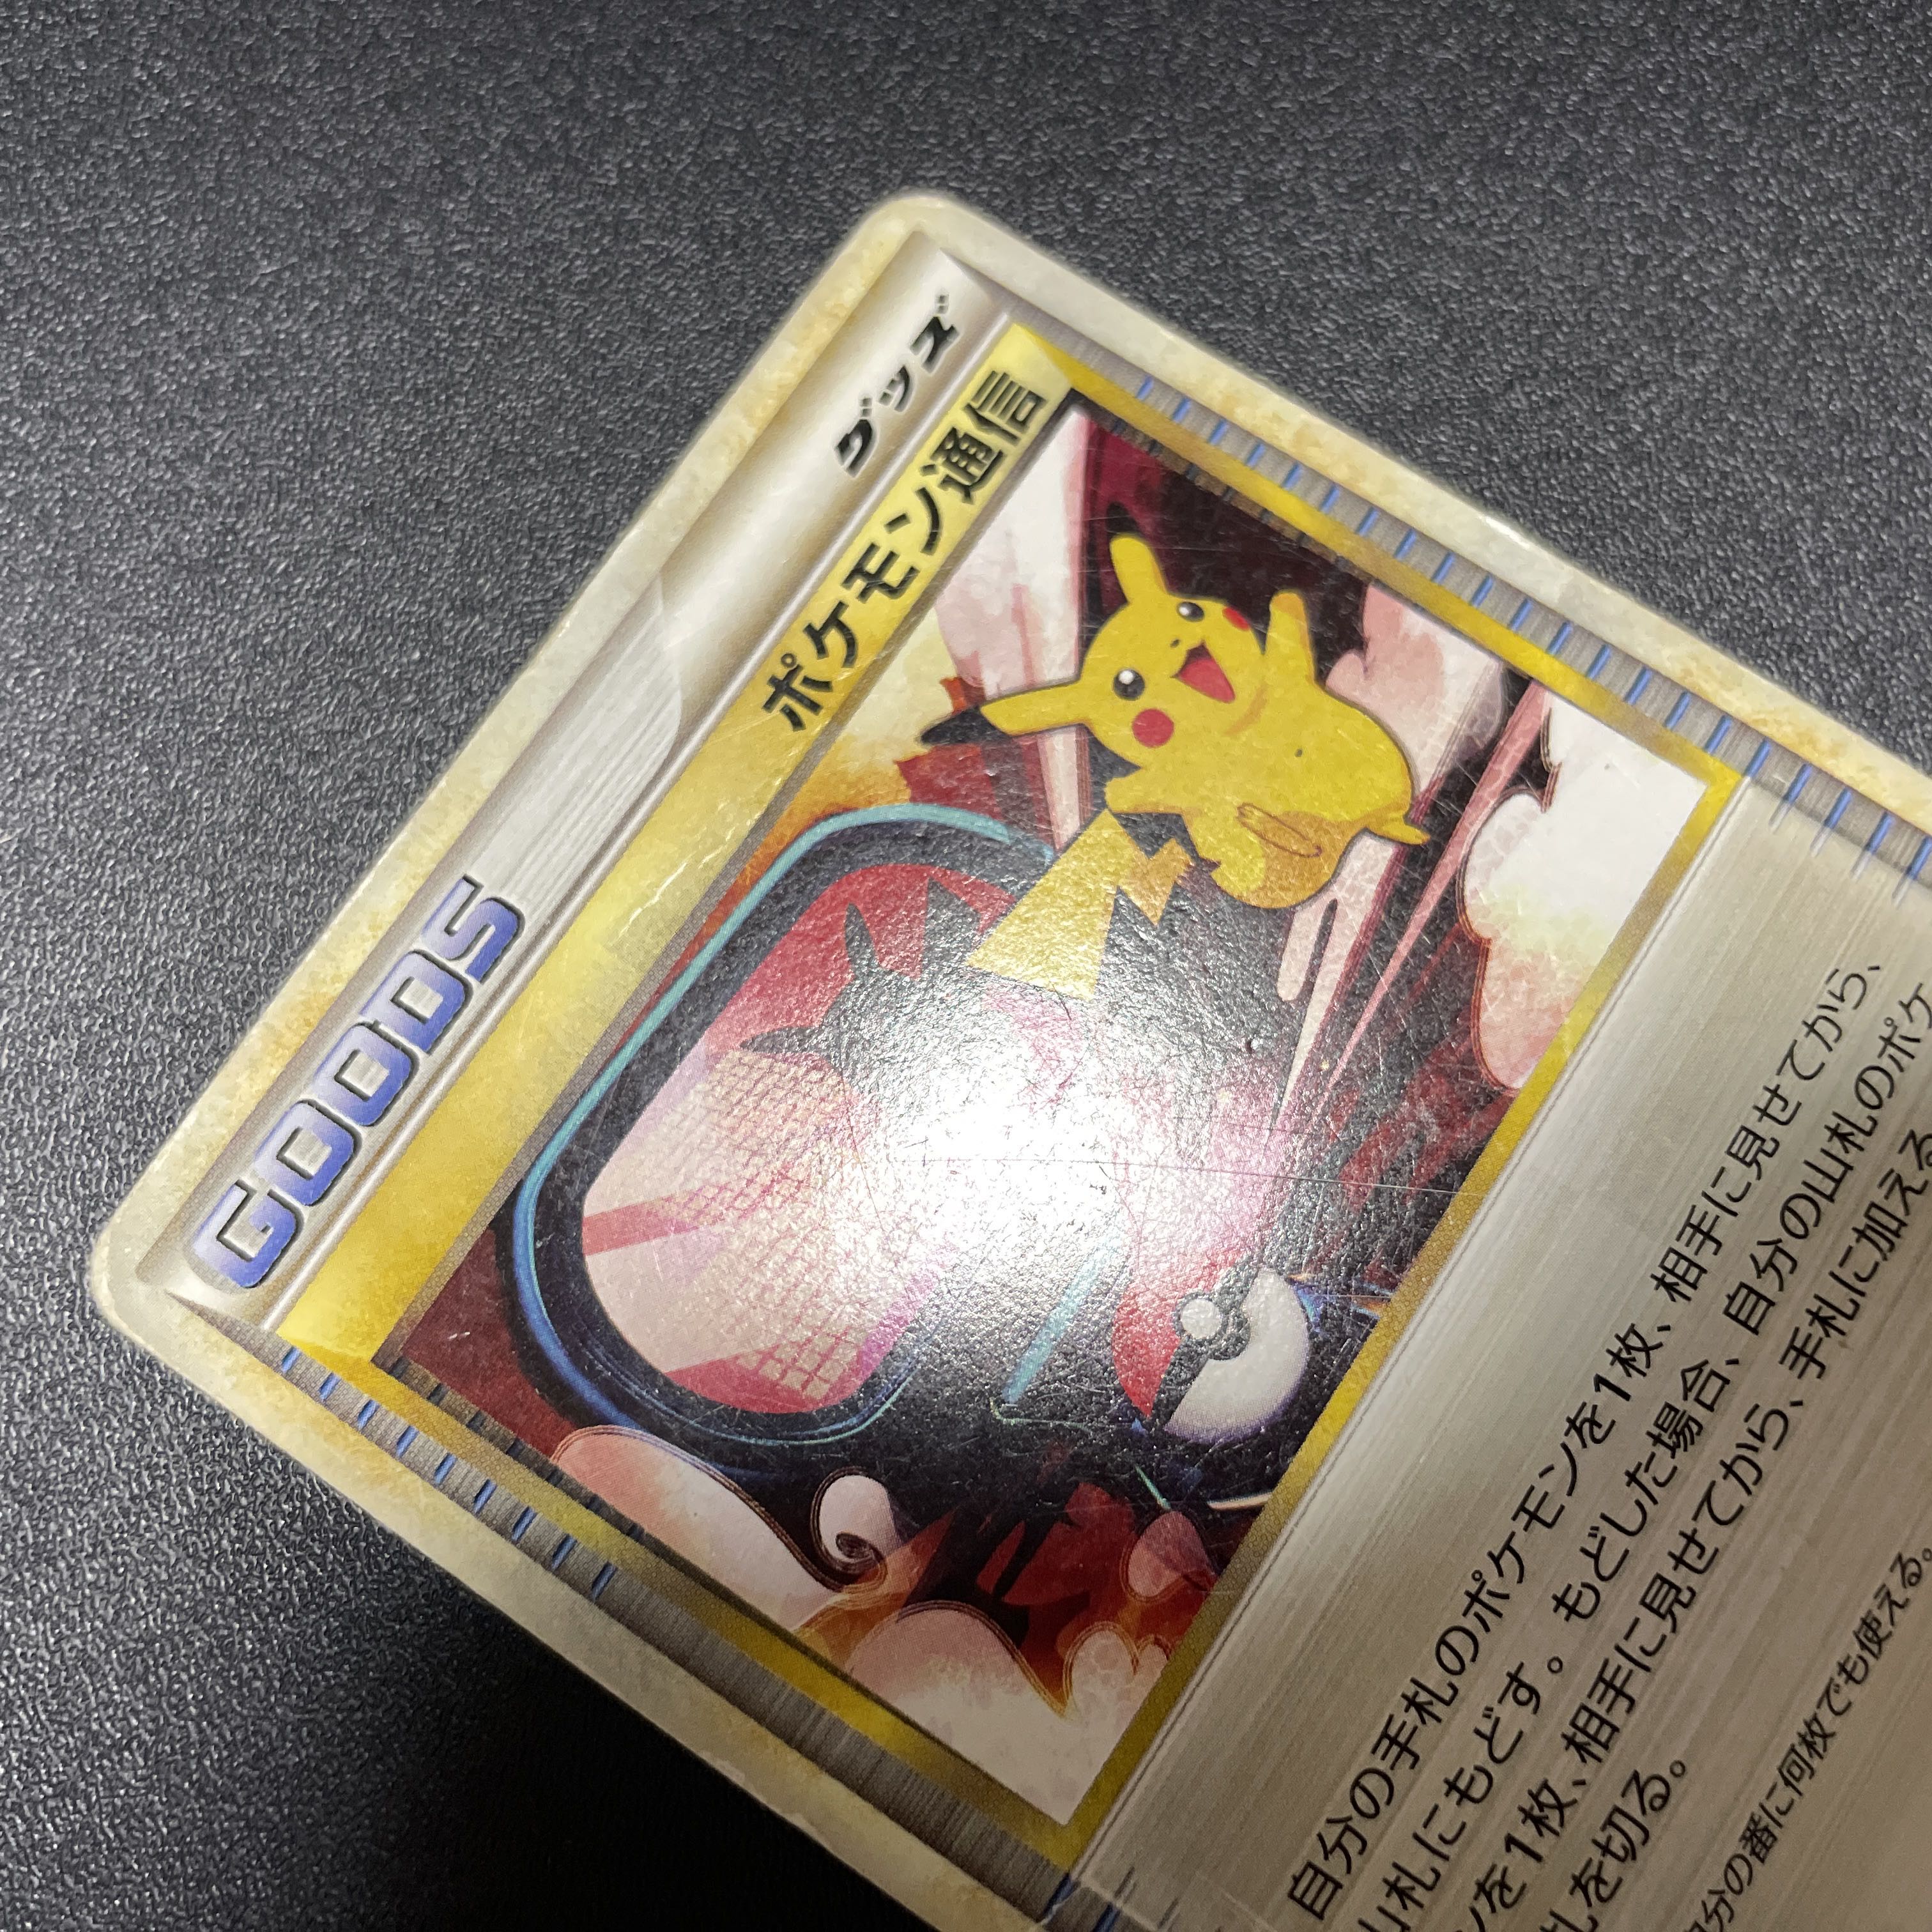 グッズ
GOODS
ポケモン通信
自分の手札のポケモンを1枚、相手に見せてから、
山札にもどす。もどした場合、自分の山札のポケ
ンを1枚、相手に見せてから、手札に加える
を切る。
分の番に何枚でも使える。